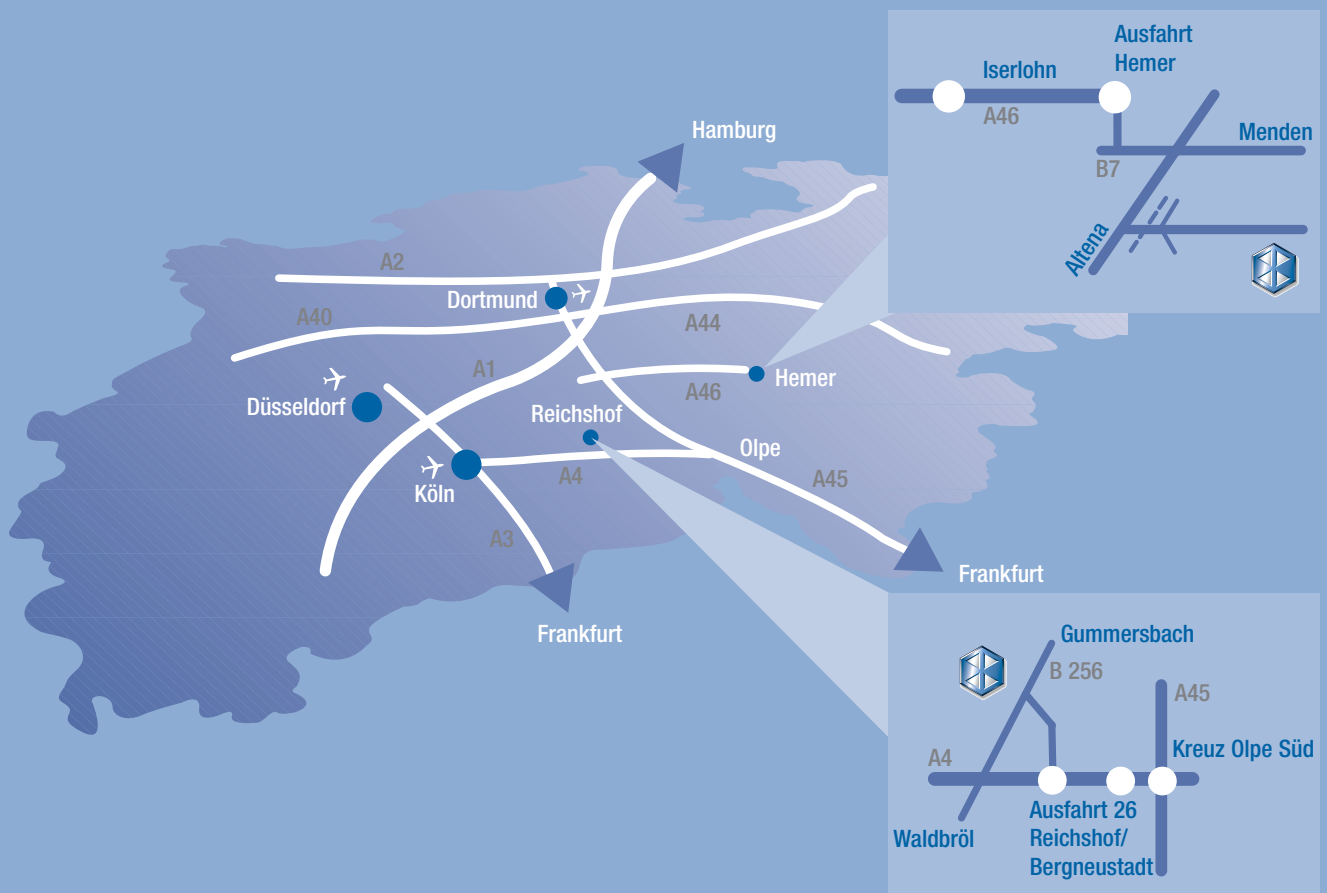 Hamburg
A2
Dortmund
A40
A44
A1
Düsseldorf
A46
Hemer
Reichshof
Olpe
Köln
A4
A45
A3
Frankfurt
Frankfurt
Ausfahrt
Hemer
Iserlohn
A46
Menden
B7
Altena
Gummersbach
B 256
A45
Kreuz Olpe Süd
A4
Ausfahrt 26
Reichshof/
Bergneustadt
Waldbröl